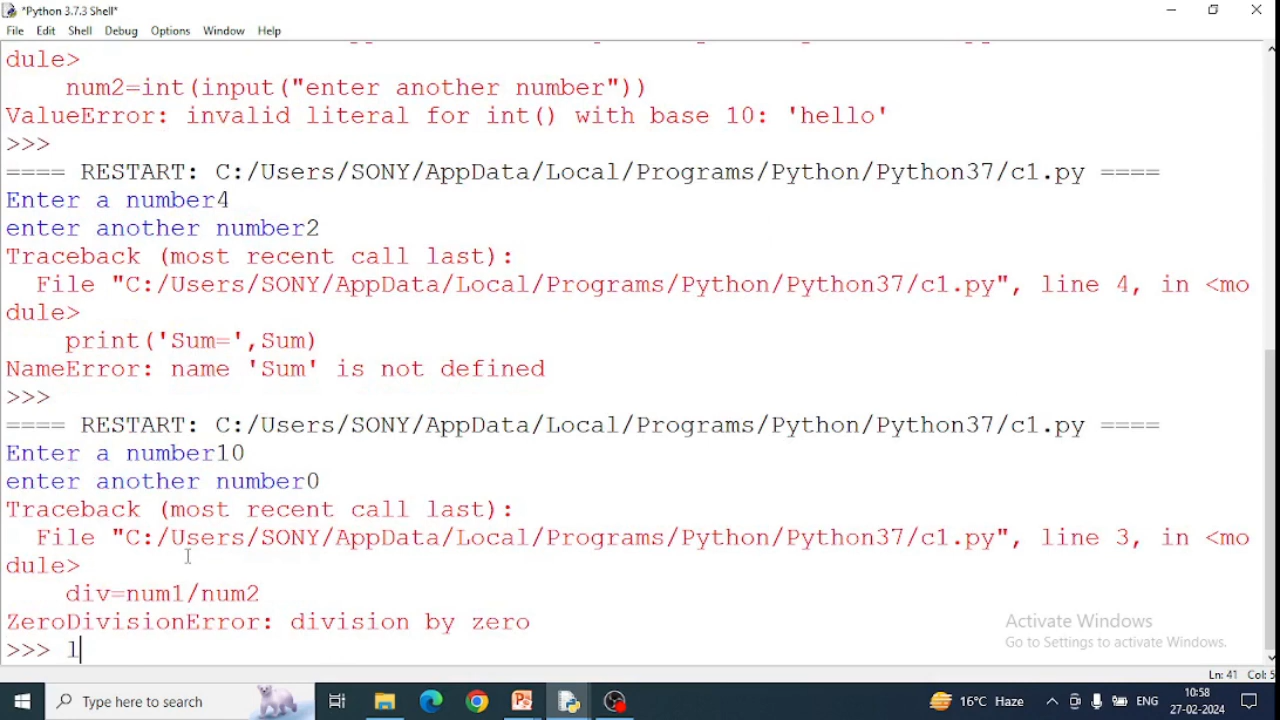 *Python 3.7.3 Shell*
File Edit Shell Debug Options Window Help
dule>
    num2=int(input("enter another number"))
ValueError: invalid literal for int() with base 10: 'hello'
>>>
==== RESTART: C:/Users/SONY/AppData/Local/Programs/Python/Python37/c1.py ====
Enter a number4
enter another number2
Traceback (most recent call last):
  File "C:/Users/SONY/AppData/Local/Programs/Python/Python37/c1.py", line 4, in <mo
dule>
    print('Sum=',Sum)
NameError: name 'Sum' is not defined
>>>
==== RESTART: C:/Users/SONY/AppData/Local/Programs/Python/Python37/c1.py ====
Enter a number10
enter another number0
Traceback (most recent call last):
  File "C:/Users/SONY/AppData/Local/Programs/Python/Python37/c1.py", line 3, in <mo
dule>
    div=num1/num2
ZeroDivisionError: division by zero
>>> l
Activate Windows
Go to Settings to activate Windows.
Ln: 41 Col: 5
Type here to search
16°C Haze
ENG
10:58
27-02-2024